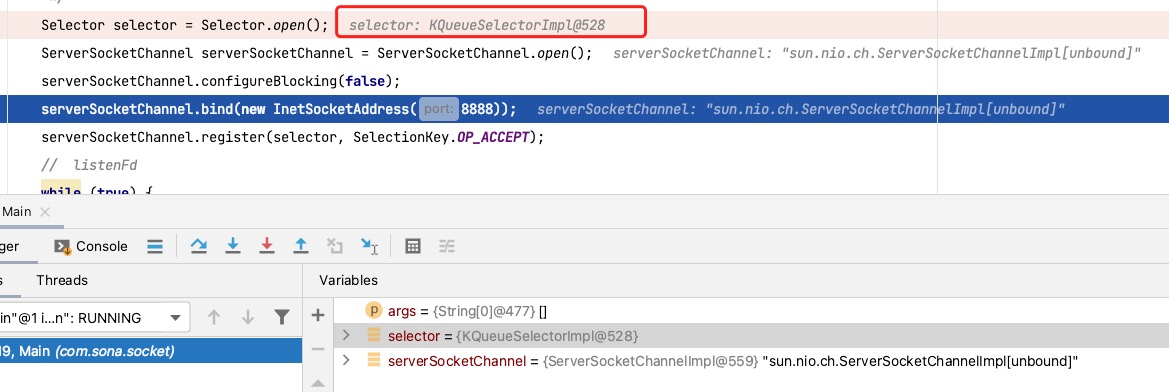 Selector selector = Selector.open(); selector: KQueueSelectorImpl@528
ServerSocketChannel serverSocketChannel = ServerSocketChannel.open(); serverSocketChannel: "sun.nio.ch.ServerSocketChannelImpl[unbound]"
serverSocketChannel.configureBlocking(false);
serverSocketChannel.bind(new InetSocketAddress( port: 8888)); serverSocketChannel: "sun.nio.ch.ServerSocketChannelImpl[unbound]"
serverSocketChannel.register(selector, SelectionKey.OP_ACCEPT);
// listenFd
while (true) {
Main
ger Console
s Threads Variables
in"@1 i...n": RUNNING
args = {String[0]@477} []
selector = {KQueueSelectorImpl@528}
19, Main (com.sona.socket)
serverSocketChannel = {ServerSocketChannelImpl@559} "sun.nio.ch.ServerSocketChannelImpl[unbound]"